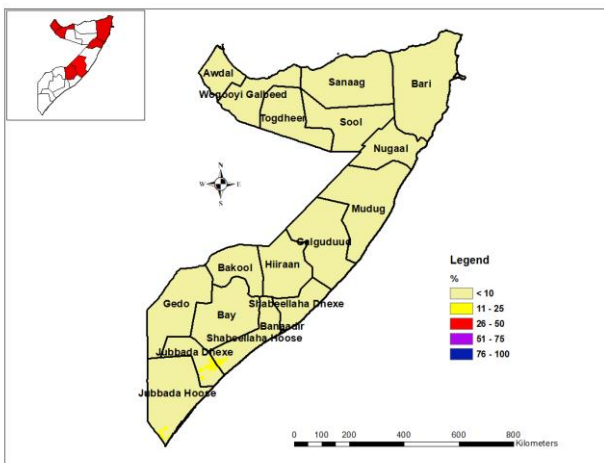 Awdal
Woqooyi Galbeed
Togdheer
Sanaag
Sool
Bari
Nugaal
Mudug
Galguduud
Hiiraan
Bakool
Gedo
Bay
Shabeellaha Dhexe
Banaadir
Shabeellaha Hoose
Jubbada Dhexe
Jubbada Hoose
N
W E
S
Legend
%
< 10
11 - 25
26 - 50
51 - 75
76 - 100
0 100 200 400 600 800
Kilometers